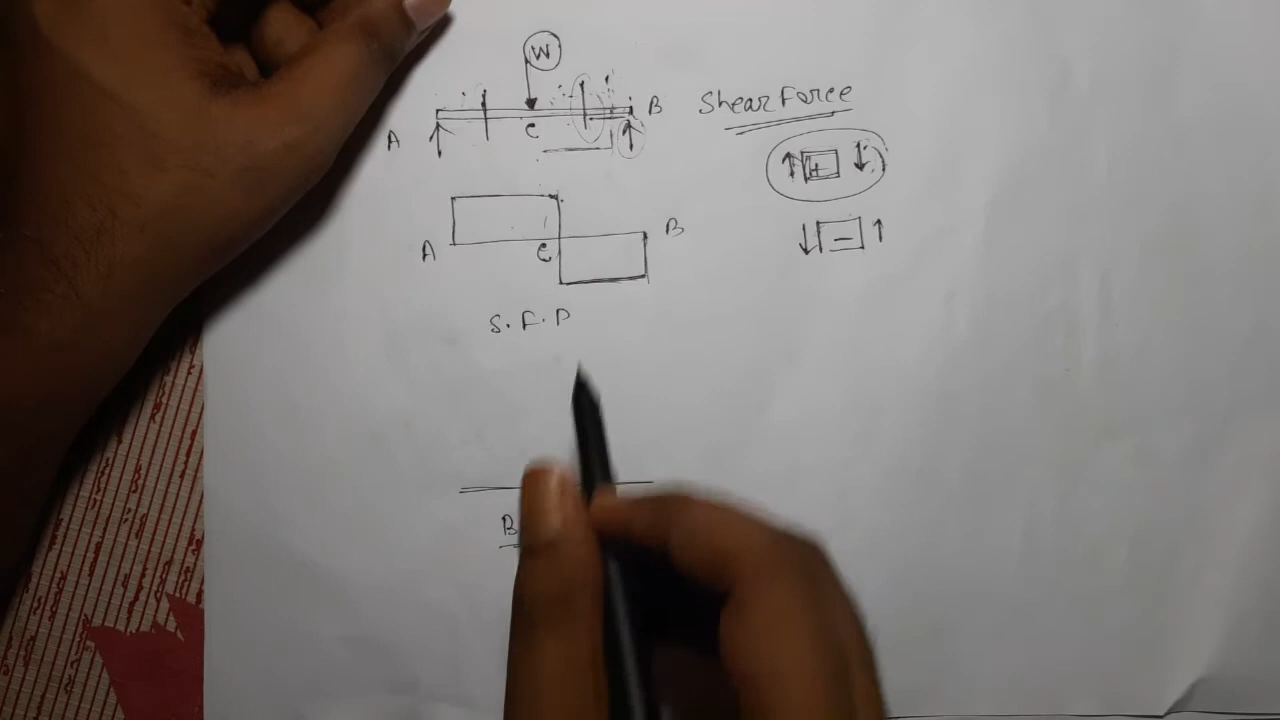 W
A C B
Shear Force
+
A C B
−
S.F.D
B